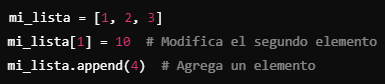 mi_lista = [1, 2, 3]
mi_lista[1] = 10  # Modifica el segundo elemento
mi_lista.append(4)  # Agrega un elemento